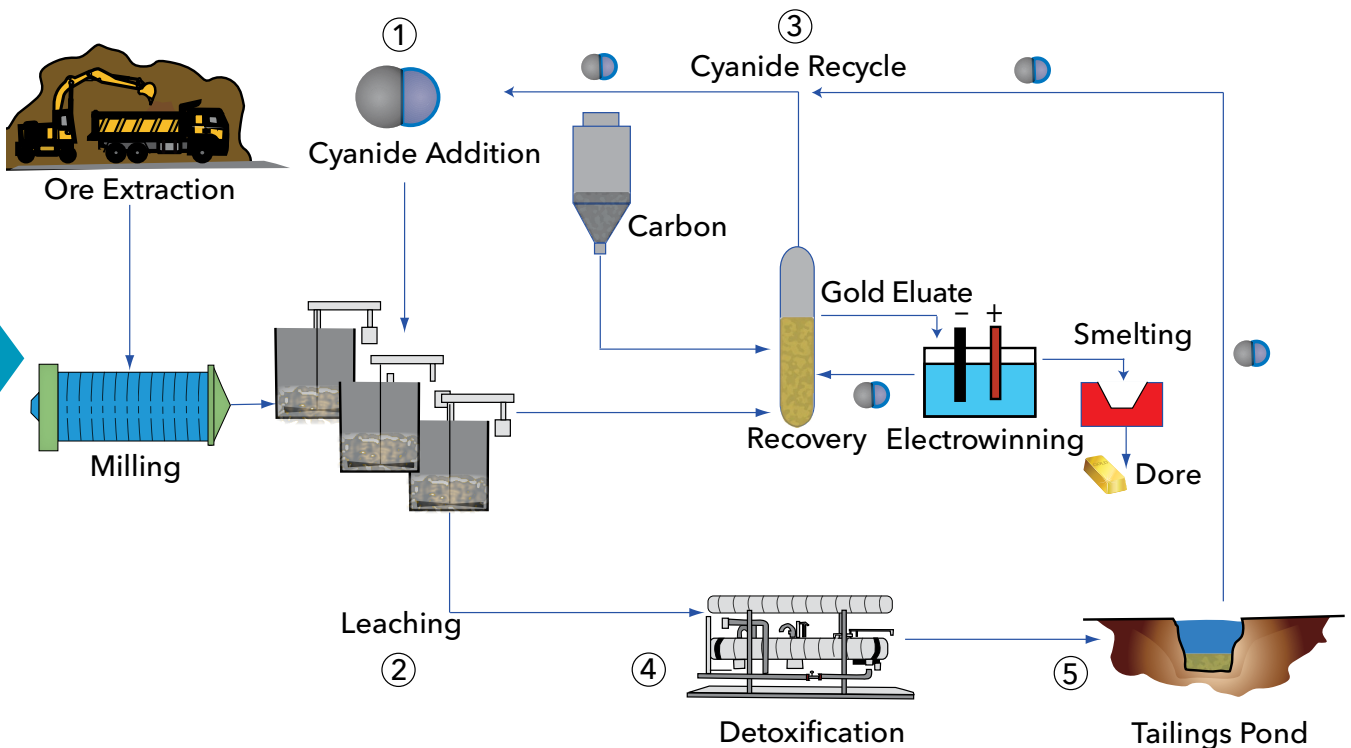 ①
③
Cyanide Recycle
Cyanide Addition
Ore Extraction
Carbon
Gold Eluate
− +
Smelting
Recovery
Electrowinning
Milling
Dore
Leaching
②
④
⑤
Detoxification
Tailings Pond